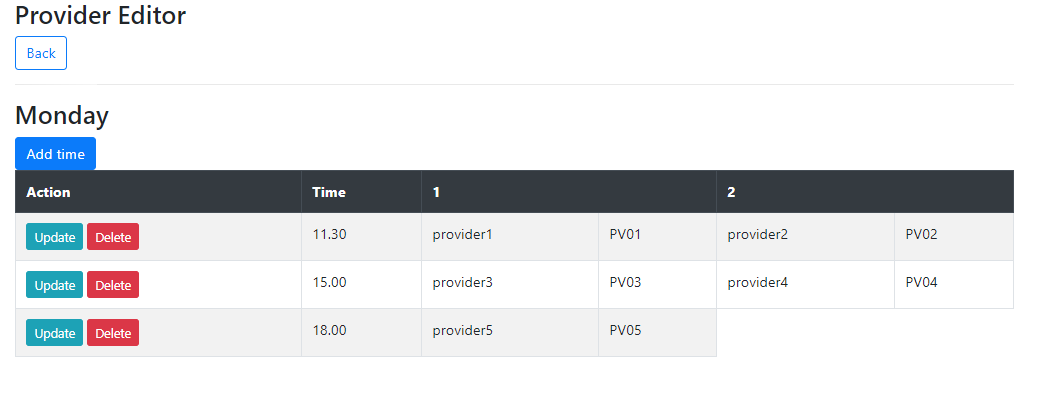 Provider Editor
Back
Monday
Add time
Action Time 1 2
Update Delete 11.30 provider1 PV01 provider2 PV02
Update Delete 15.00 provider3 PV03 provider4 PV04
Update Delete 18.00 provider5 PV05